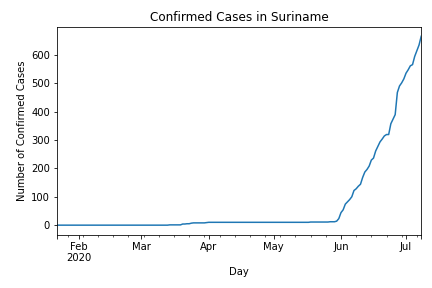 Confirmed Cases in Suriname
Number of Confirmed Cases
600
500
400
300
200
100
0
Feb Mar Apr May Jun Jul
2020
Day